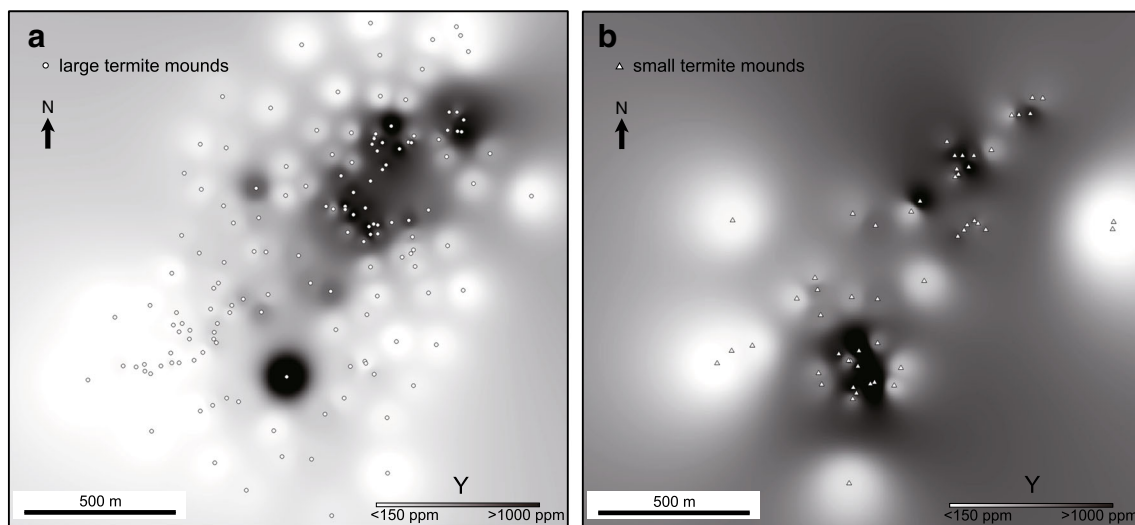 a
large termite mounds
N
500 m
Y
<150 ppm >1000 ppm
b
small termite mounds
N
500 m
Y
<150 ppm >1000 ppm